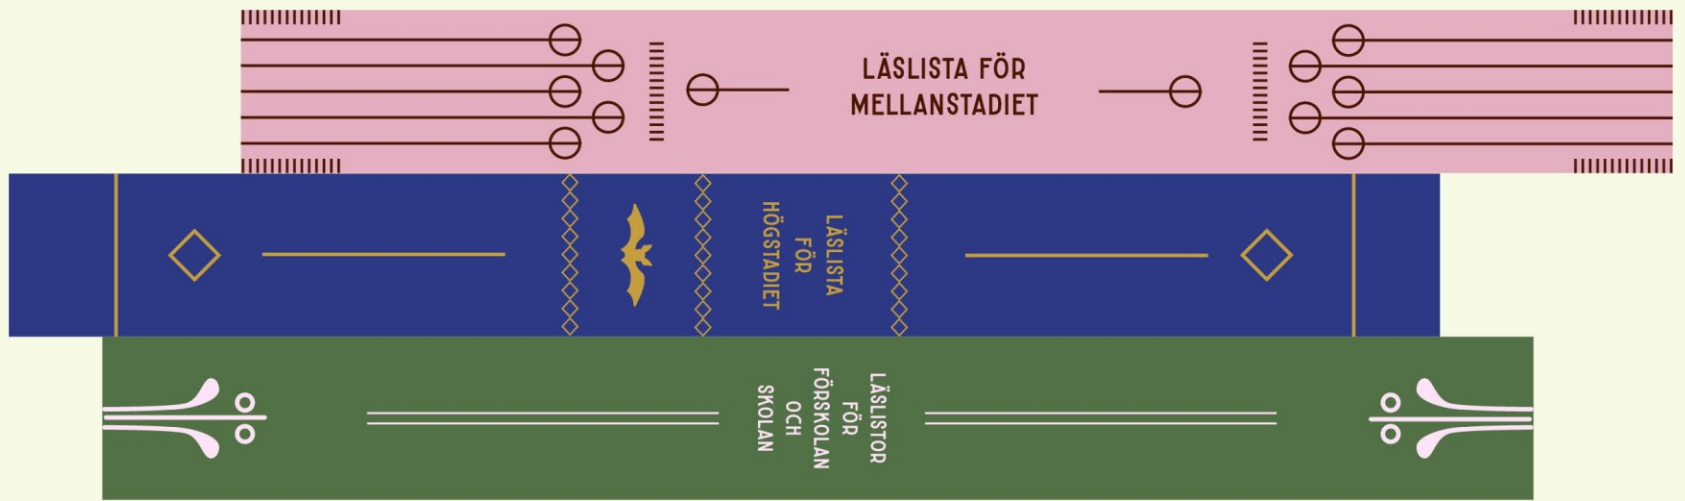 LÄSLISTA FÖR
MELLANSTADIET
LÄSLISTA
FÖR
HÖGSTADIET
LÄSLISTOR
FÖR
FÖRSKOLAN
OCH
SKOLAN